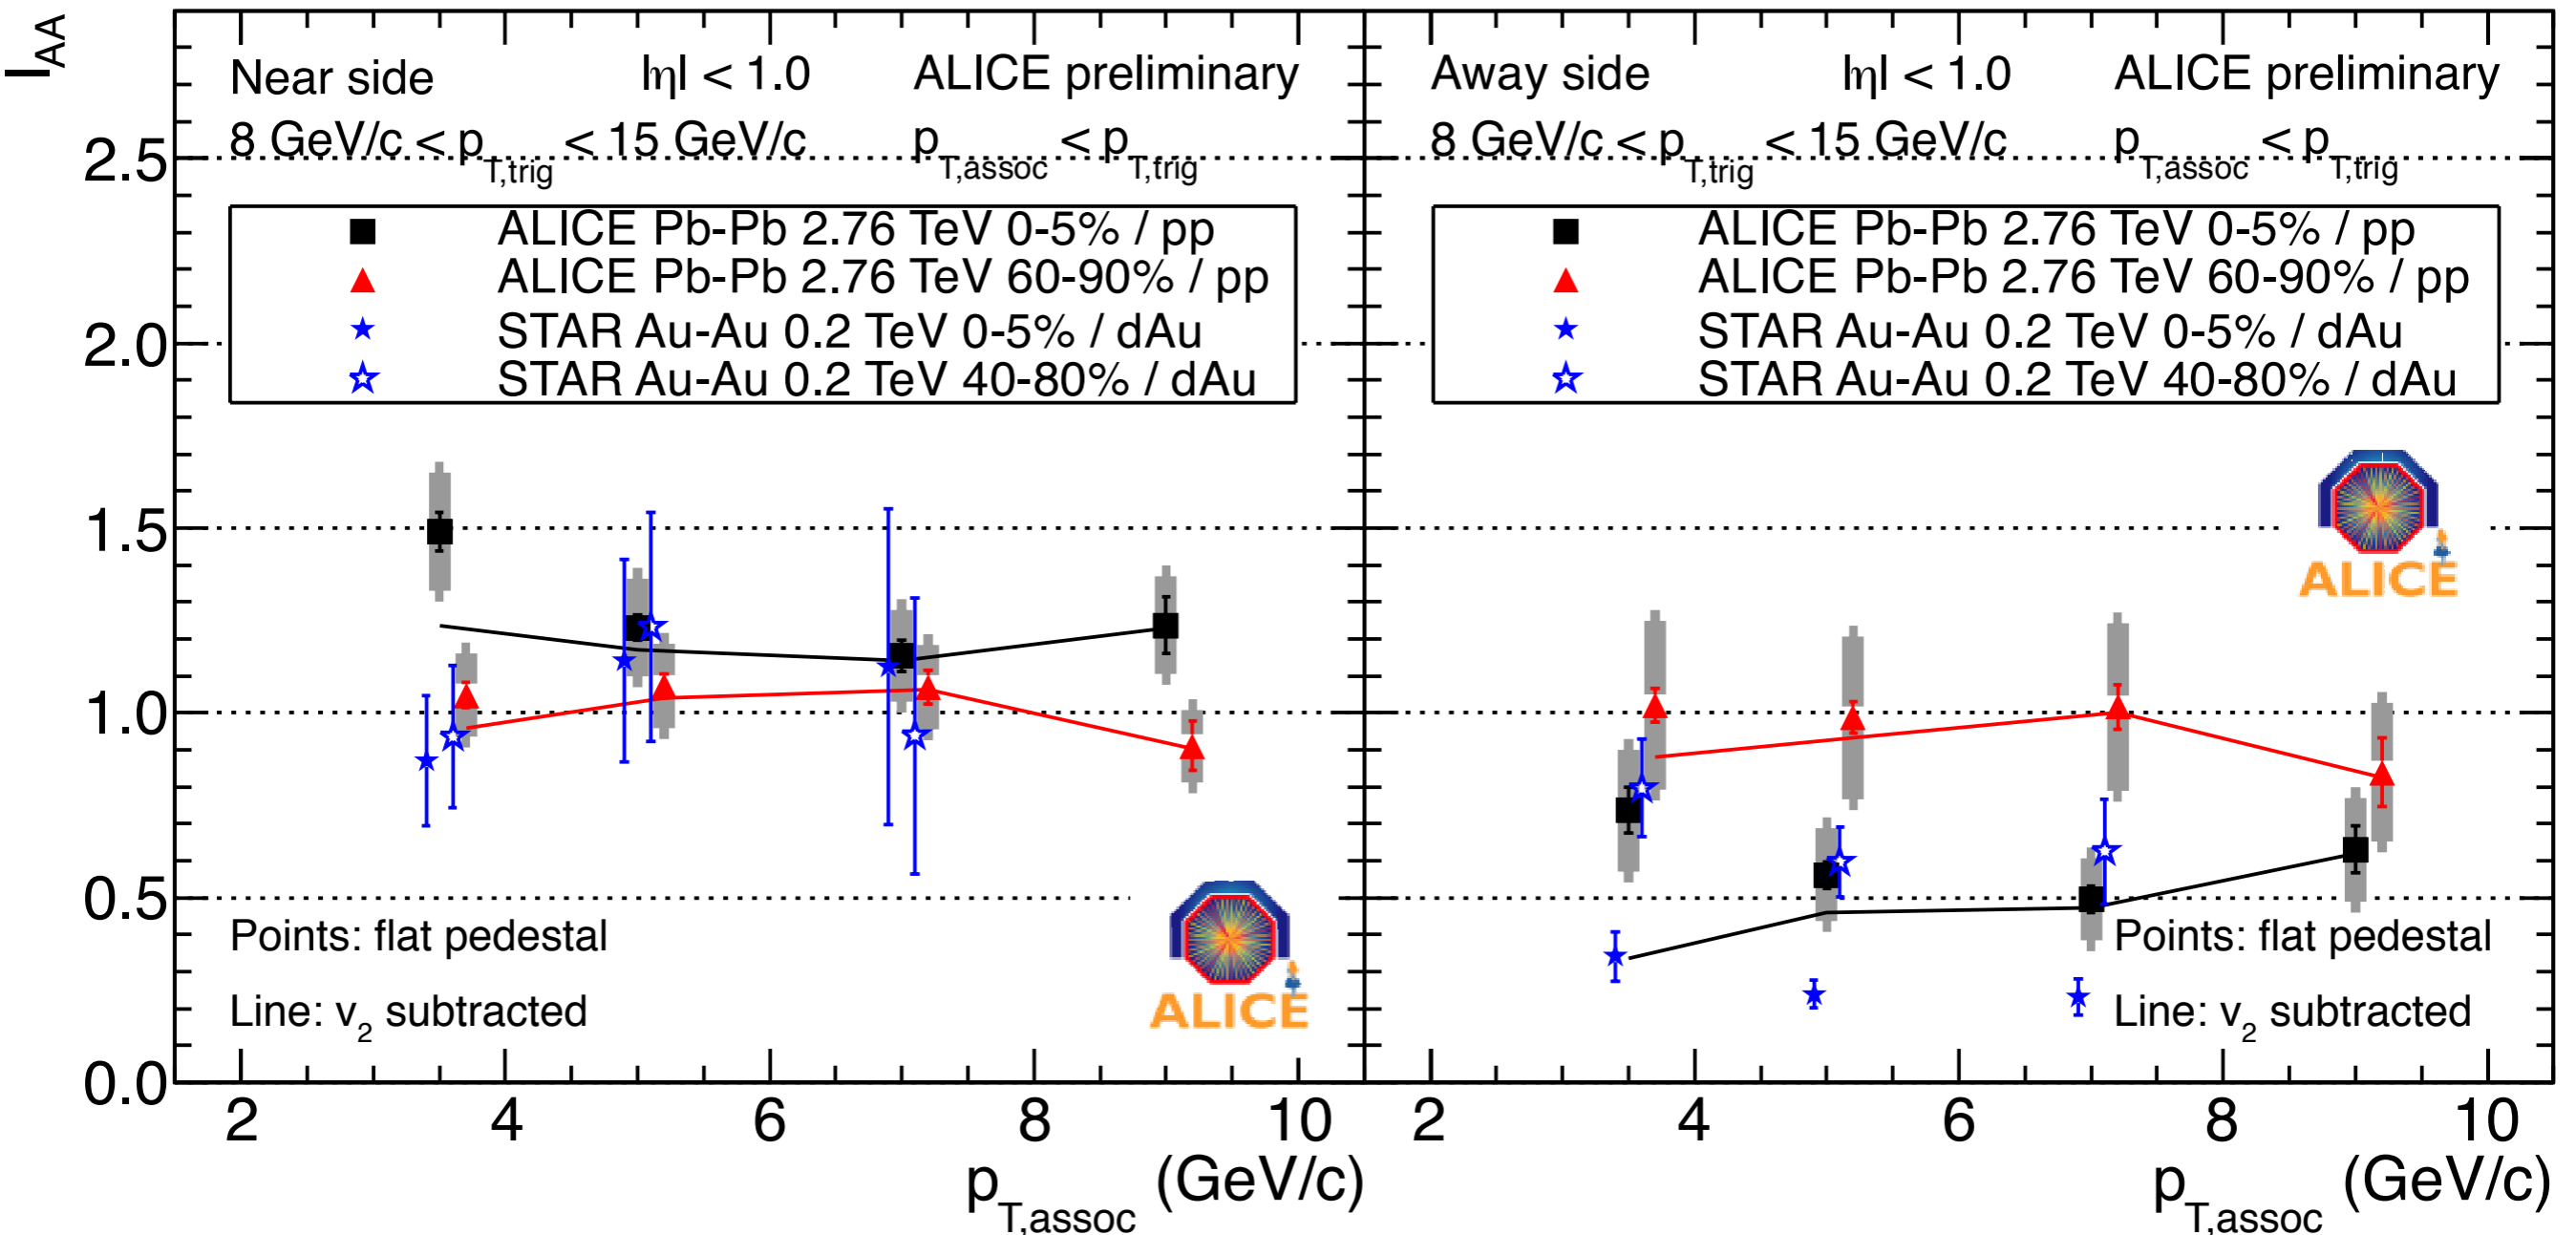 I_AA
Near side |η| < 1.0 ALICE preliminary
8 GeV/c < p_T,trig < 15 GeV/c p_T,assoc < p_T,trig
ALICE Pb-Pb 2.76 TeV 0-5% / pp
ALICE Pb-Pb 2.76 TeV 60-90% / pp
STAR Au-Au 0.2 TeV 0-5% / dAu
STAR Au-Au 0.2 TeV 40-80% / dAu
2.5
2.0
1.5
1.0
0.5
0.0
Points: flat pedestal
Line: v_2 subtracted
ALICE
2 4 6 8 10
p_T,assoc (GeV/c)
Away side |η| < 1.0 ALICE preliminary
8 GeV/c < p_T,trig < 15 GeV/c p_T,assoc < p_T,trig
ALICE Pb-Pb 2.76 TeV 0-5% / pp
ALICE Pb-Pb 2.76 TeV 60-90% / pp
STAR Au-Au 0.2 TeV 0-5% / dAu
STAR Au-Au 0.2 TeV 40-80% / dAu
ALICE
Points: flat pedestal
Line: v_2 subtracted
2 4 6 8 10
p_T,assoc (GeV/c)